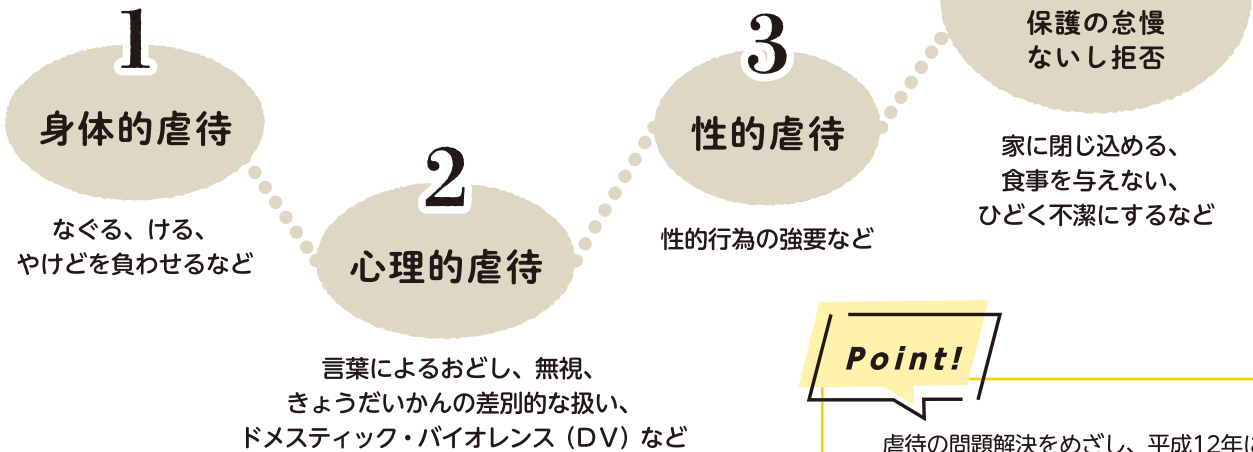 1
身体的虐待
なぐる、ける、
やけどを負わせるなど
2
心理的虐待
言葉によるおどし、無視、
きょうだいかんの差別的な扱い、
ドメスティック・バイオレンス（DV）など
3
性的虐待
性的行為の強要など
保護の怠慢
ないし拒否
家に閉じ込める、
食事を与えない、
ひどく不潔にするなど
Point!
虐待の問題解決をめざし、平成12年に